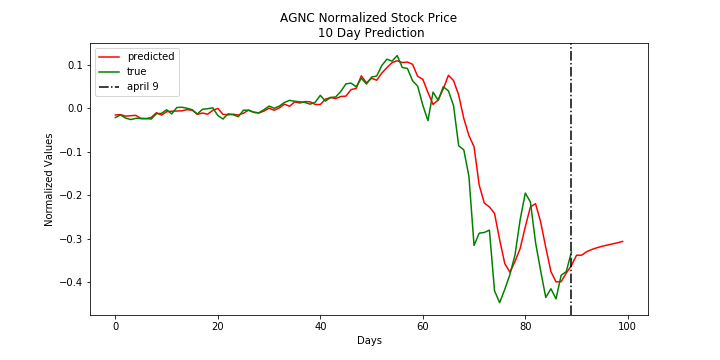 AGNC Normalized Stock Price
10 Day Prediction
predicted
true
april 9
Normalized Values
0.1
0.0
−0.1
−0.2
−0.3
−0.4
0
20
40
60
80
100
Days